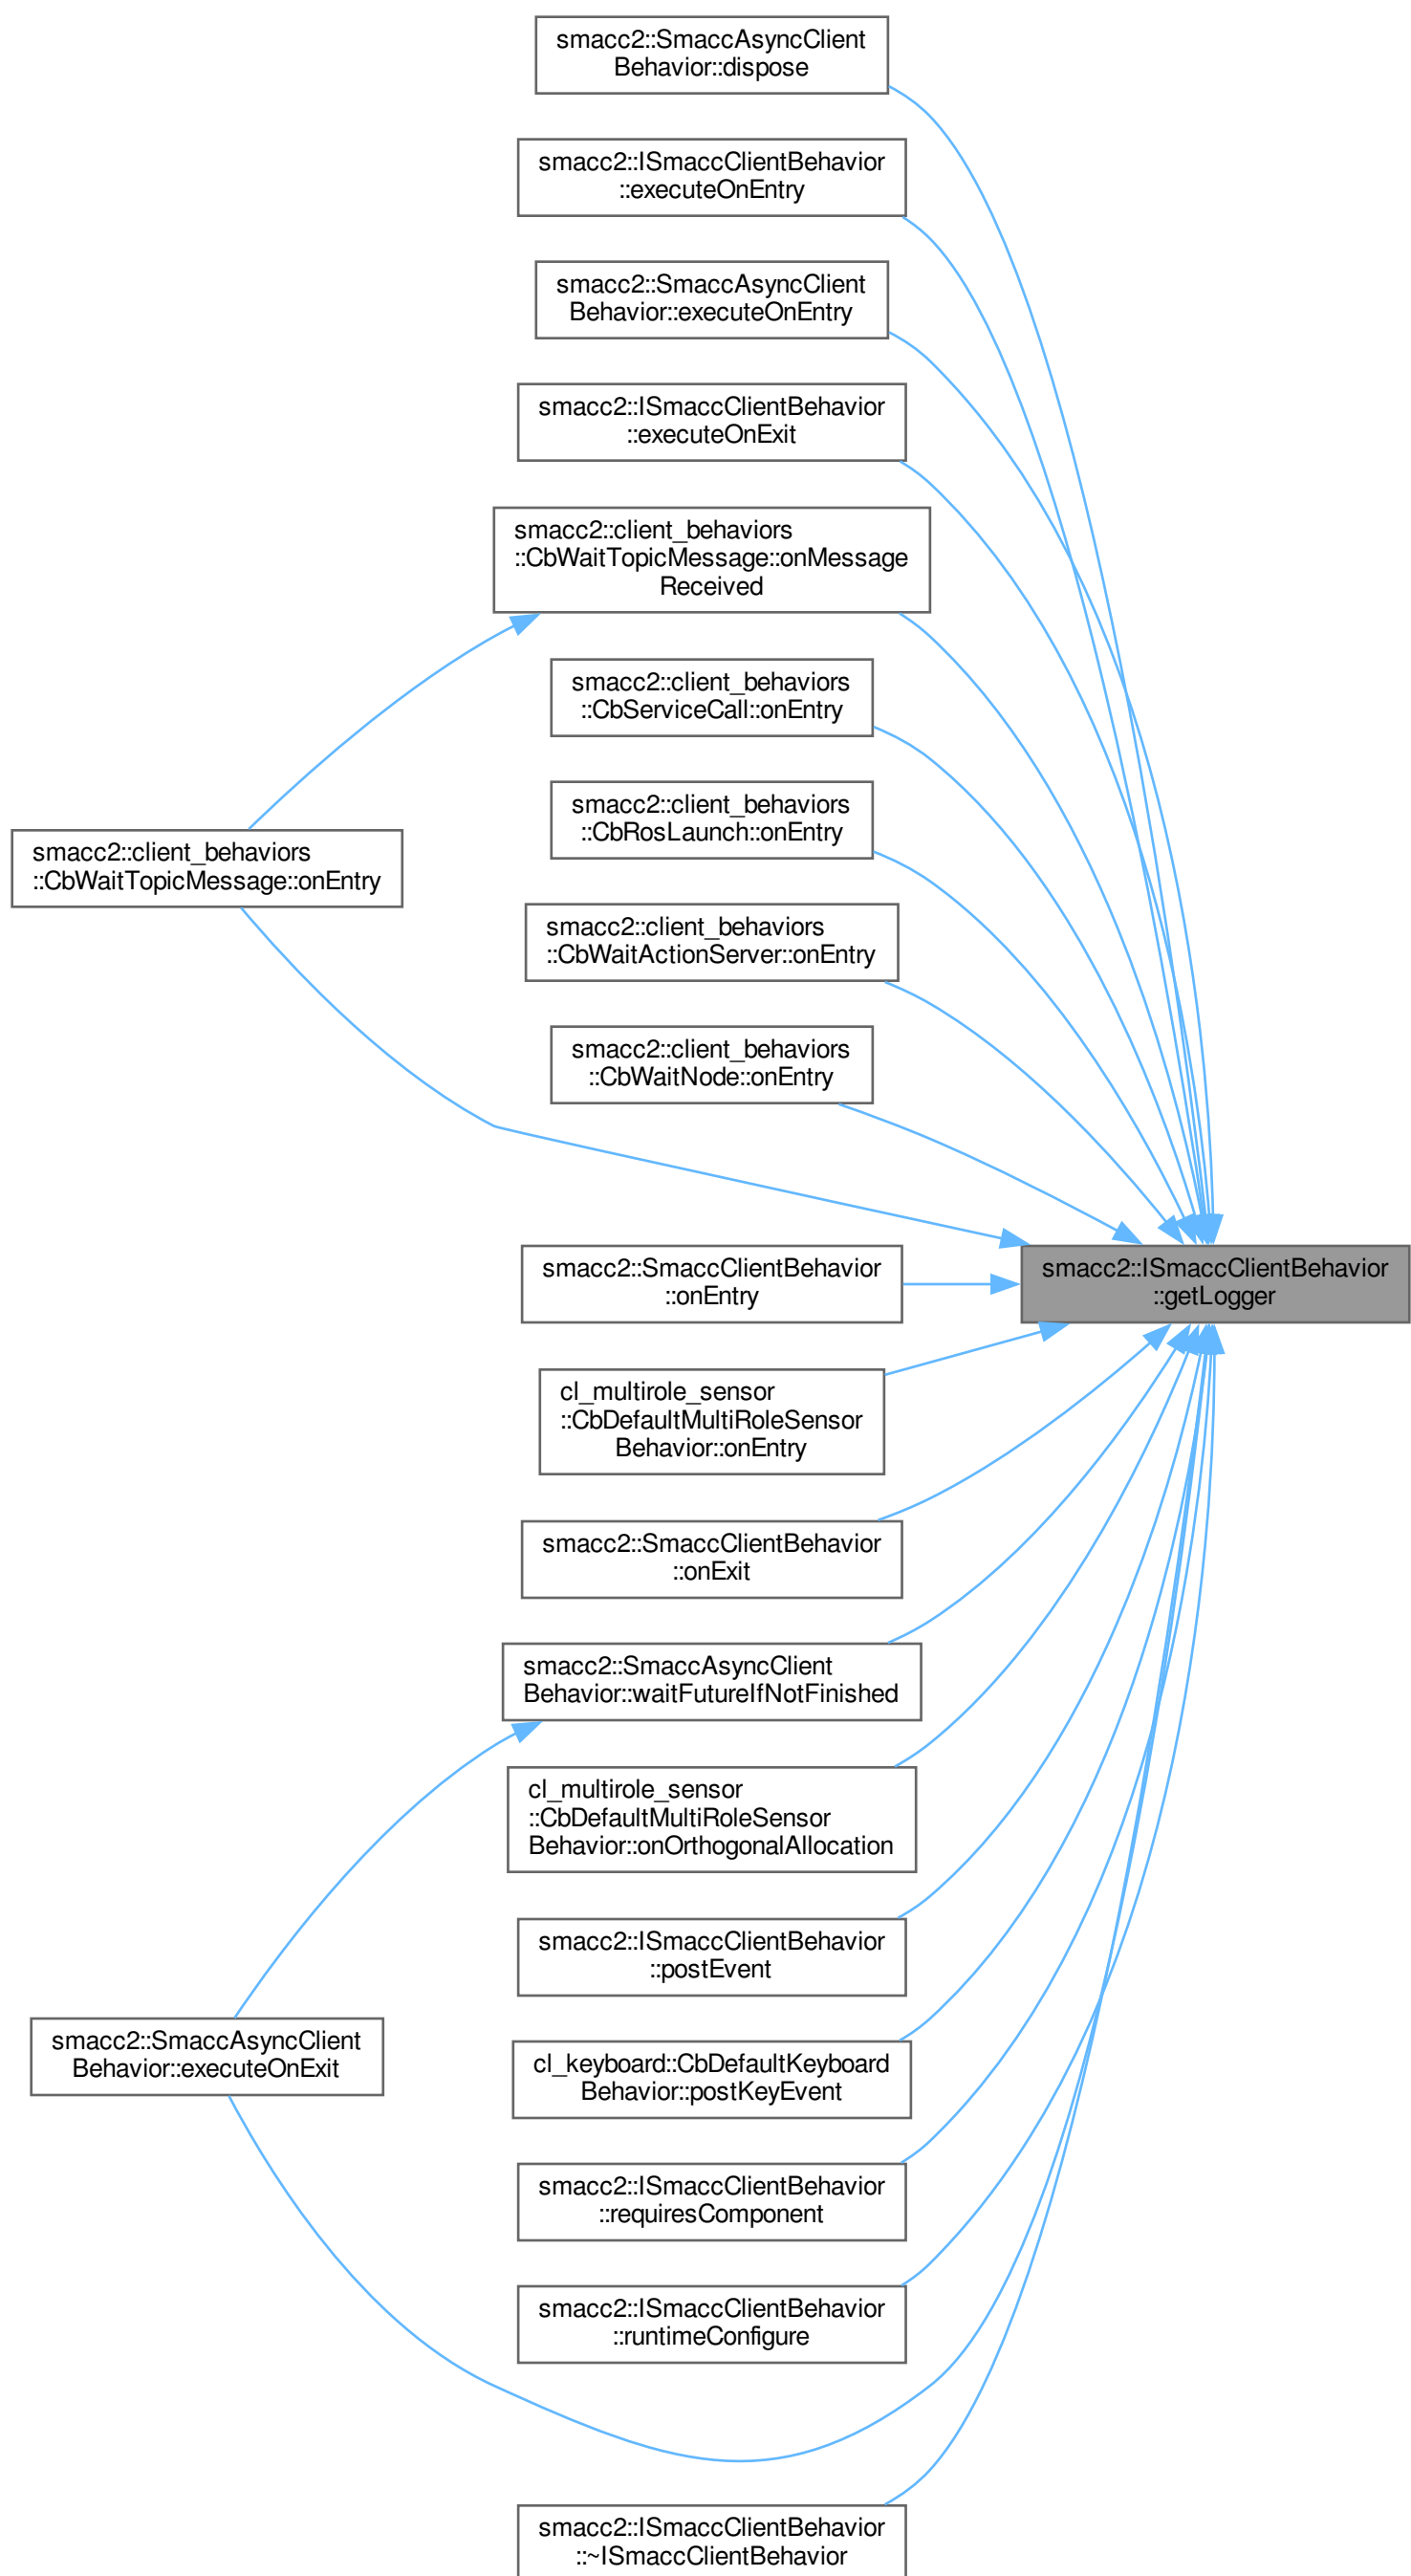 smacc2::SmaccAsyncClient
Behavior::dispose
smacc2::ISmaccClientBehavior
::executeOnEntry
smacc2::SmaccAsyncClient
Behavior::executeOnEntry
smacc2::ISmaccClientBehavior
::executeOnExit
smacc2::client_behaviors
::CbWaitTopicMessage::onMessage
Received
smacc2::client_behaviors
::CbServiceCall::onEntry
smacc2::client_behaviors
::CbRosLaunch::onEntry
smacc2::client_behaviors
::CbWaitTopicMessage::onEntry
smacc2::client_behaviors
::CbWaitActionServer::onEntry
smacc2::client_behaviors
::CbWaitNode::onEntry
smacc2::SmaccClientBehavior
::onEntry
smacc2::ISmaccClientBehavior
::getLogger
cl_multirole_sensor
::CbDefaultMultiRoleSensor
Behavior::onEntry
smacc2::SmaccClientBehavior
::onExit
smacc2::SmaccAsyncClient
Behavior::waitFutureIfNotFinished
cl_multirole_sensor
::CbDefaultMultiRoleSensor
Behavior::onOrthogonalAllocation
smacc2::ISmaccClientBehavior
::postEvent
smacc2::SmaccAsyncClient
Behavior::executeOnExit
cl_keyboard::CbDefaultKeyboard
Behavior::postKeyEvent
smacc2::ISmaccClientBehavior
::requiresComponent
smacc2::ISmaccClientBehavior
::runtimeConfigure
smacc2::ISmaccClientBehavior
::~ISmaccClientBehavior